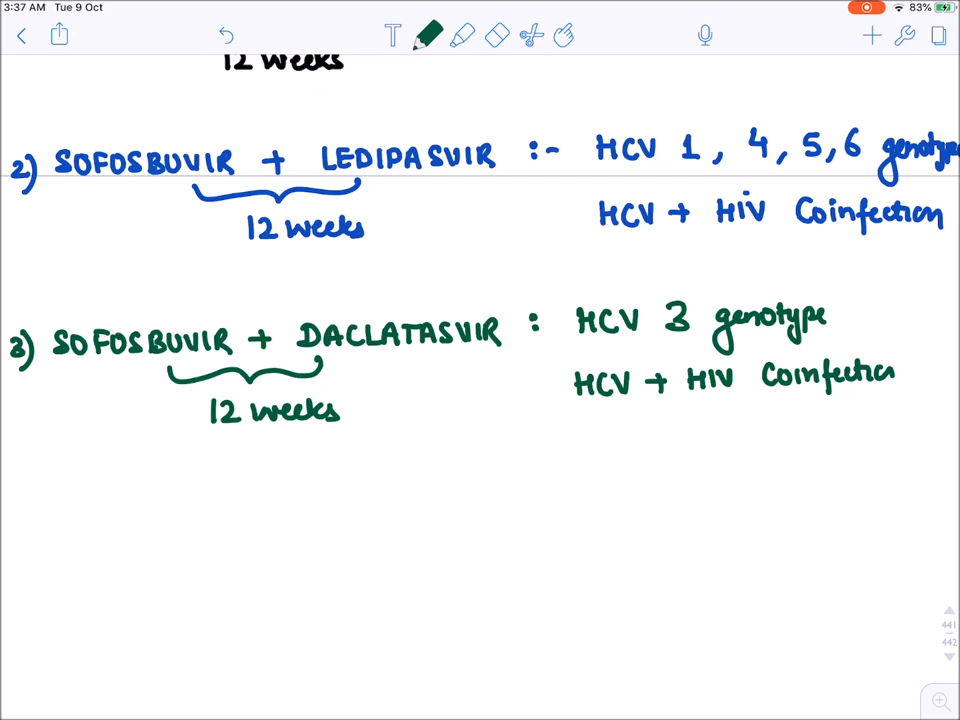 3:37 AM Tue 9 Oct
83%
T
12 weeks
2) SOFOSBUVIR + LEDIPASVIR :- HCV 1, 4, 5, 6 genotype
12 weeks
HCV + HIV Coinfection
3) SOFOSBUVIR + DACLATASVIR : HCV 3 genotype
12 weeks
HCV + HIV Coinfectio
441
442